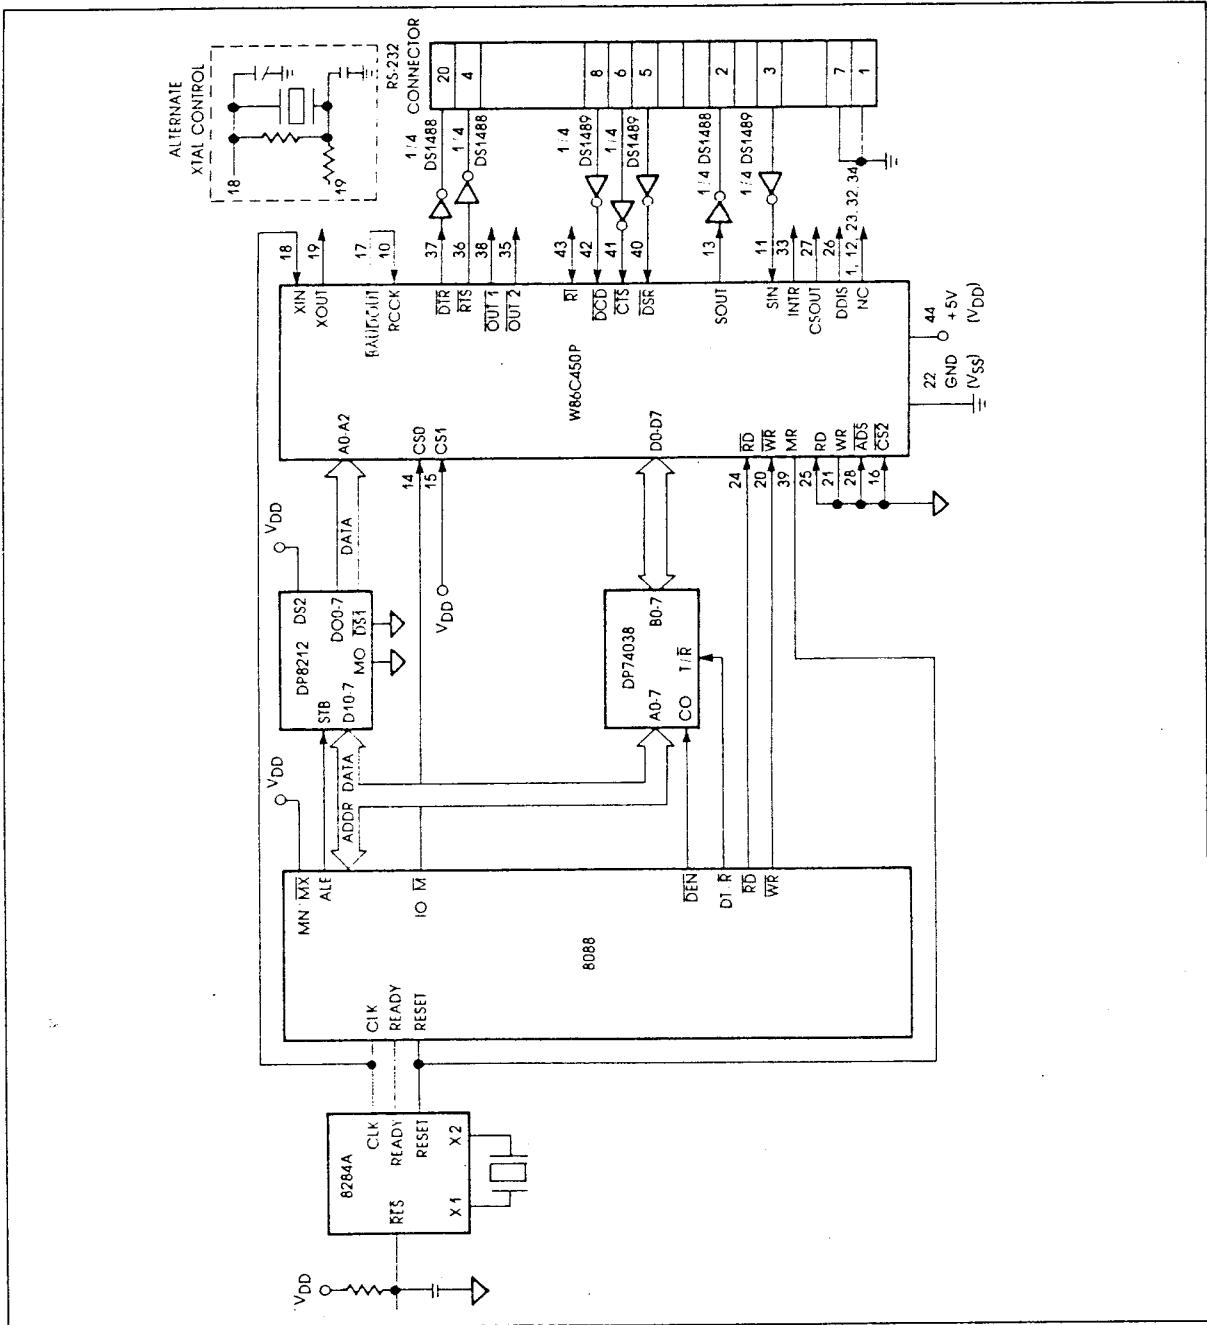 ALTERNATE
XTAL CONTROL
18
19
RS-232
CONNECTOR
20
4
8
6
5
2
3
7
1
1/4
DS1488
1/4
DS1488
1/4
DS1489
1/4
DS1489
1/4 DS1488
1/4 DS1489
18
19
17
10
37
36
38
35
43
42
41
40
13
11
33
27
26
1, 12, 23, 32, 34
XIN
XOUT
BAUDOUT
RCCK
DTR
RTS
OUT 1
OUT 2
RI
DCD
CTS
DSR
SOUT
SIN
INTR
CSOUT
DDIS
NC
W86C450P
44
+5V
(VDD)
22
GND
(VSS)
A0-A2
CS0
CS1
D0-D7
RD
WR
MR
RD
WR
ADS
CS2
14
15
24
20
39
25
21
28
16
VDD
DATA
VDD
DS2
DO0-7
DS1
DP8212
MO
STB
D10-7
B0-7
DP74038
T/R
A0-7
CO
VDD
ADDR DATA
MN MX
ALE
IO M
DEN
DT R
RD
WR
8088
CLK
READY
RESET
CLK
READY
RESET
8284A
X2
RES
X1
VDD